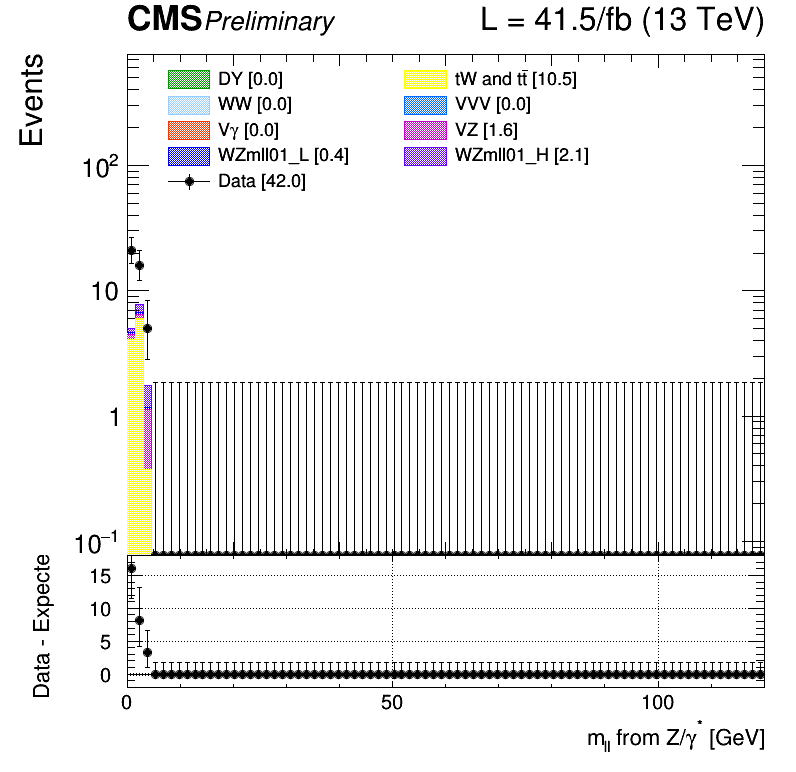 CMS Preliminary L = 41.5/fb (13 TeV)
Events
DY [0.0] tW and tt̄ [10.5]
WW [0.0] VVV [0.0]
Vγ [0.0] VZ [1.6]
WZmll01_L [0.4] WZmll01_H [2.1]
Data [42.0]
10²
10
1
10⁻¹
Data - Expecte
15
10
5
0
0 50 100
m_ll from Z/γ* [GeV]